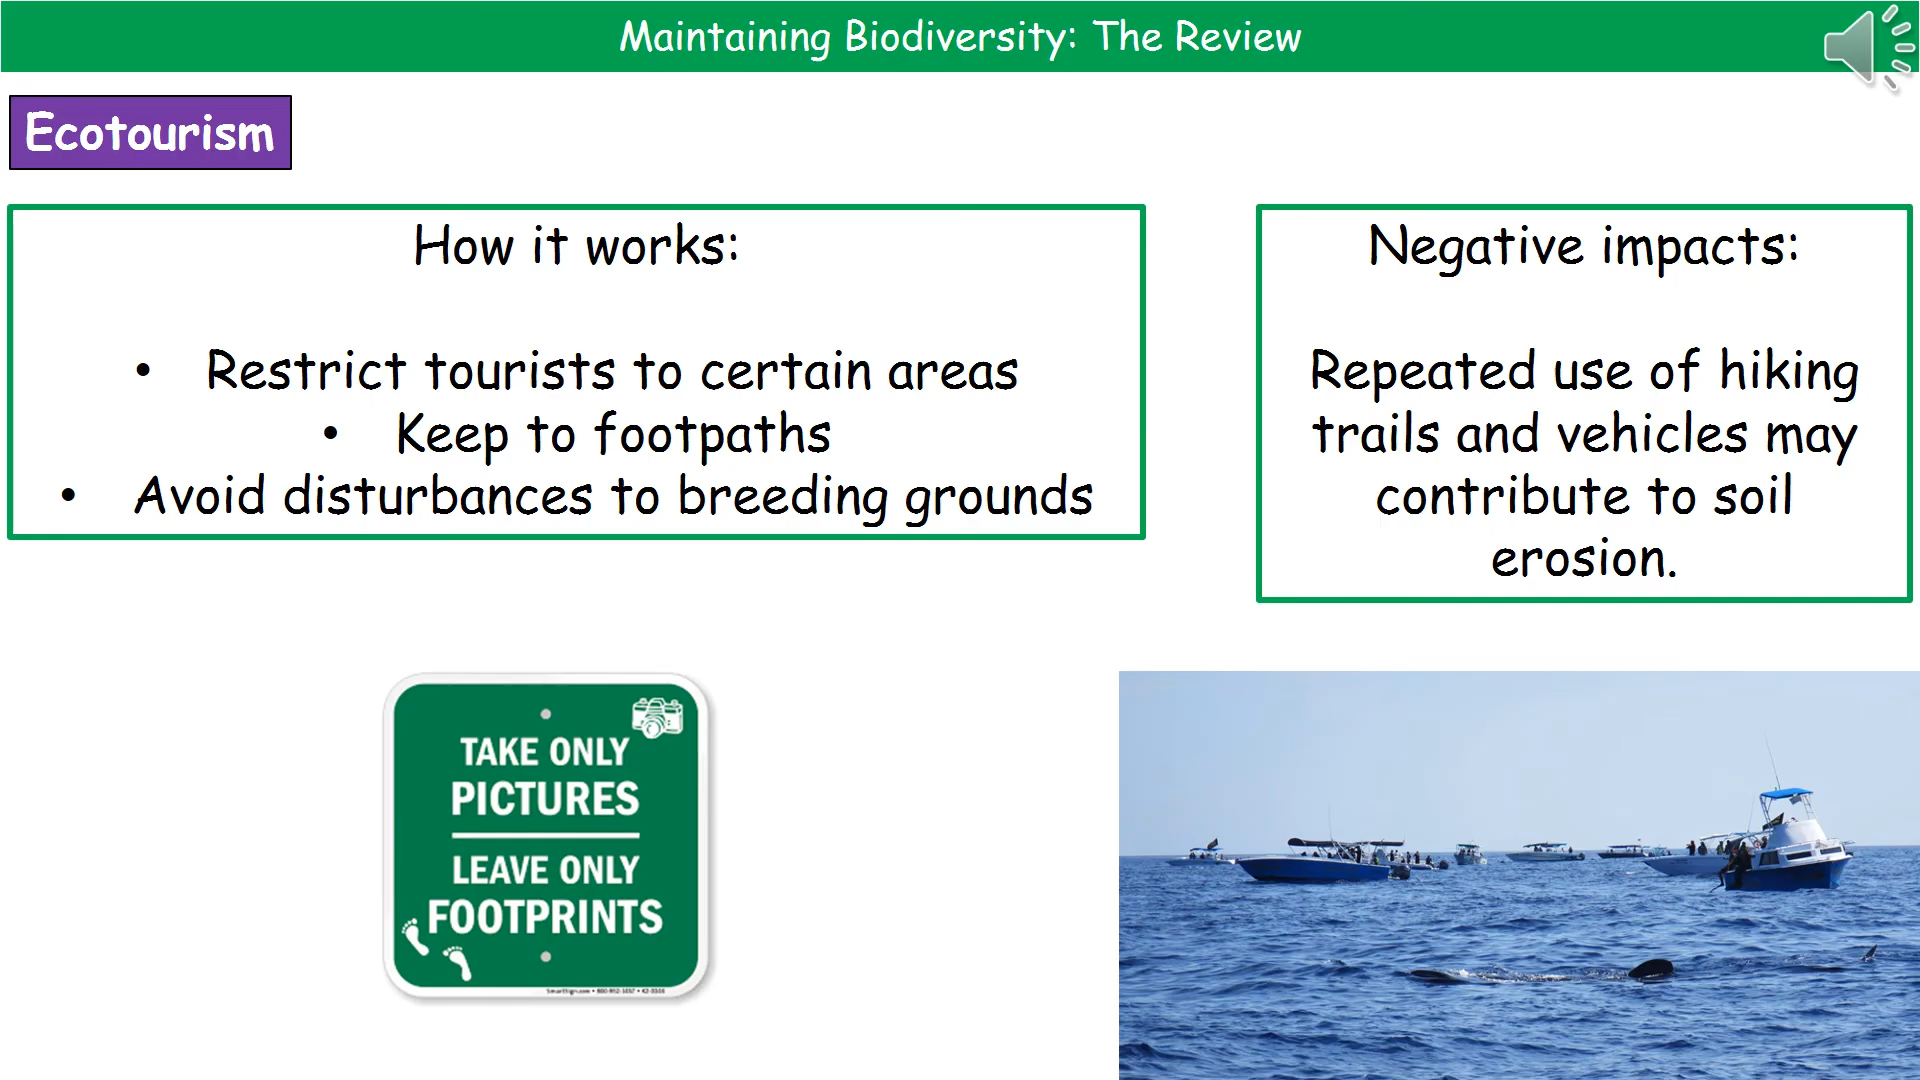 Maintaining Biodiversity: The Review
Ecotourism
How it works:
• Restrict tourists to certain areas
• Keep to footpaths
• Avoid disturbances to breeding grounds
Negative impacts:
Repeated use of hiking
trails and vehicles may
contribute to soil
erosion.
TAKE ONLY
PICTURES
LEAVE ONLY
FOOTPRINTS